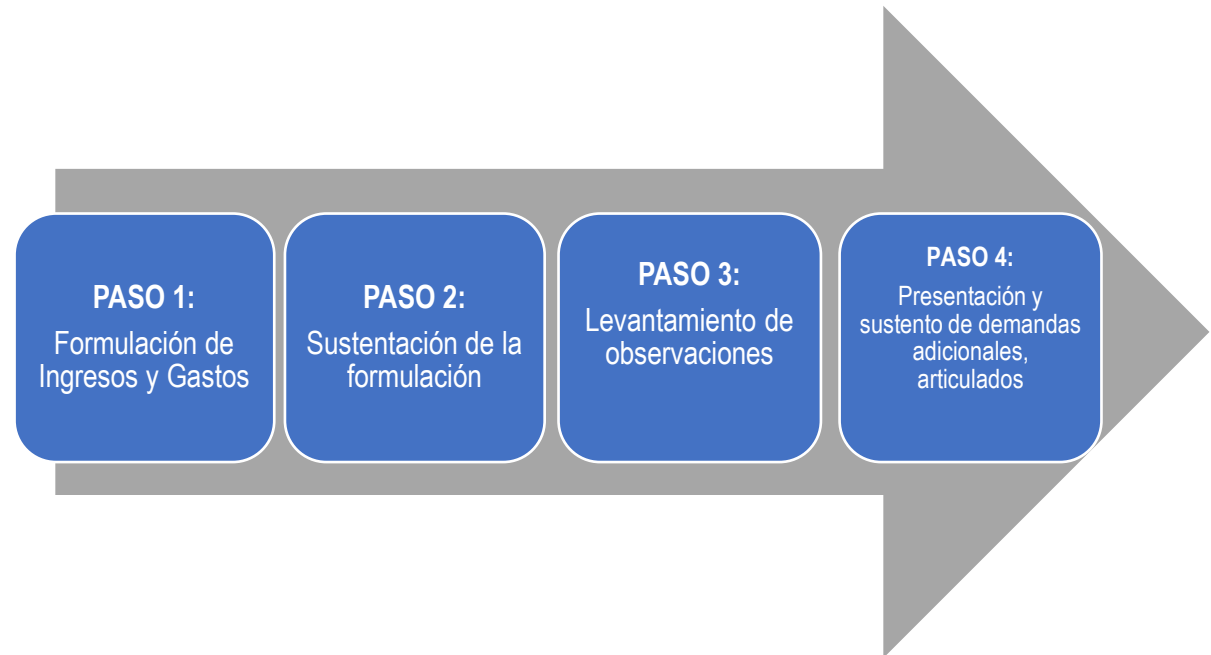 PASO 1:
Formulación de
Ingresos y Gastos
PASO 2:
Sustentación de la
formulación
PASO 3:
Levantamiento de
observaciones
PASO 4:
Presentación y
sustento de demandas
adicionales,
articulados